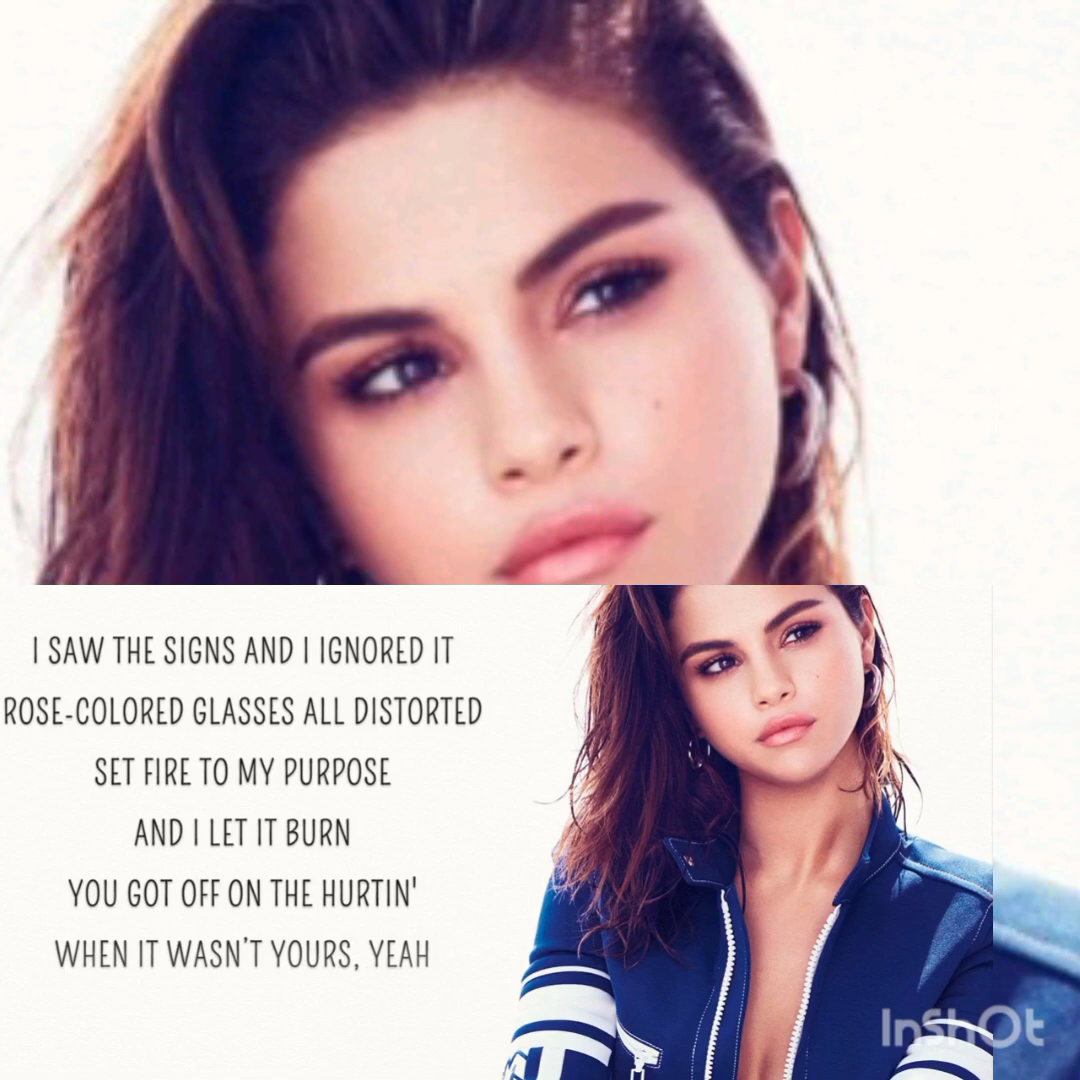 I SAW THE SIGNS AND I IGNORED IT
ROSE-COLORED GLASSES ALL DISTORTED
SET FIRE TO MY PURPOSE
AND I LET IT BURN
YOU GOT OFF ON THE HURTIN'
WHEN IT WASN'T YOURS, YEAH
InShOt